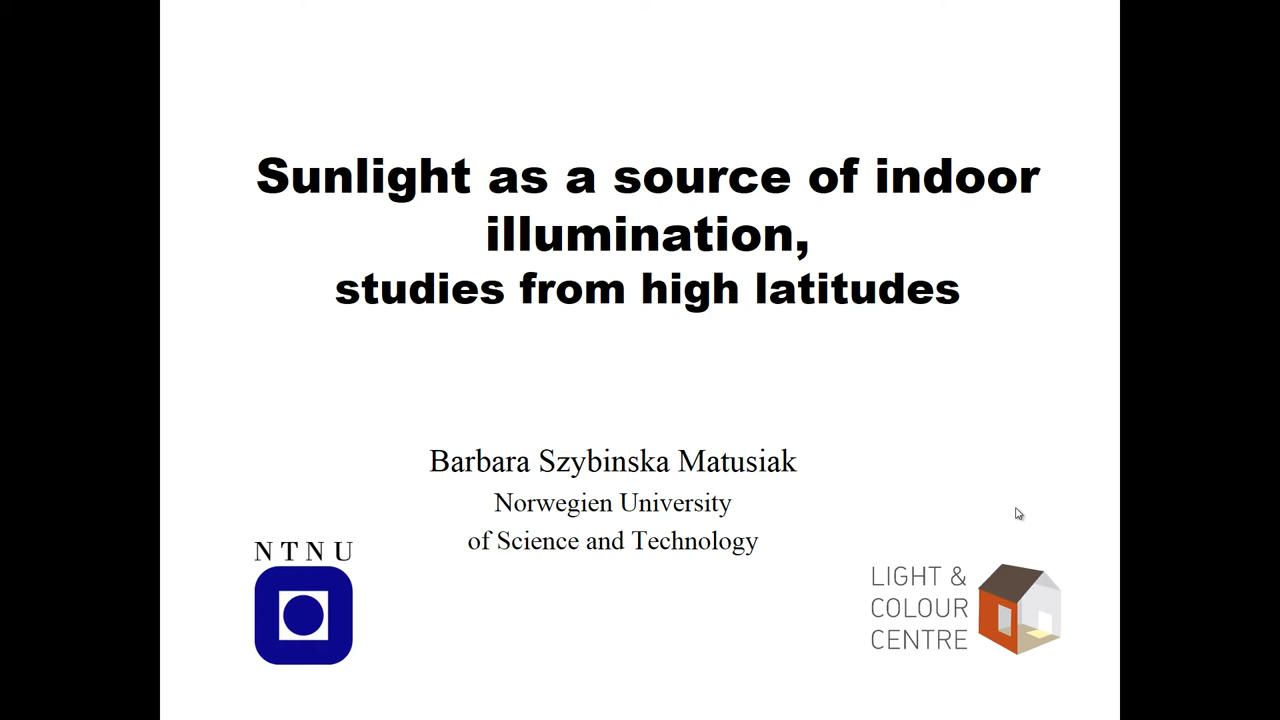 Sunlight as a source of indoor
illumination,
studies from high latitudes
Barbara Szybinska Matusiak
Norwegien University
of Science and Technology
NTNU
LIGHT &
COLOUR
CENTRE